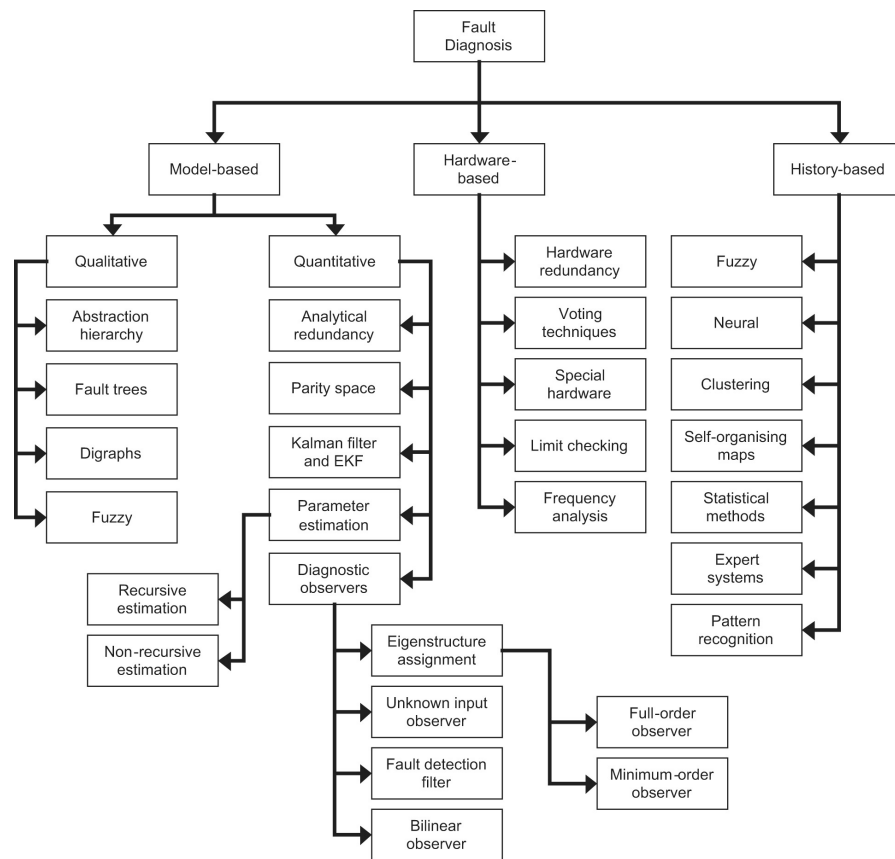 Fault
Diagnosis
Model-based
Hardware-
based
History-based
Qualitative
Abstraction
hierarchy
Fault trees
Digraphs
Fuzzy
Quantitative
Analytical
redundancy
Parity space
Kalman filter
and EKF
Parameter
estimation
Diagnostic
observers
Recursive
estimation
Non-recursive
estimation
Eigenstructure
assignment
Unknown input
observer
Fault detection
filter
Bilinear
observer
Full-order
observer
Minimum-order
observer
Hardware
redundancy
Voting
techniques
Special
hardware
Limit checking
Frequency
analysis
Fuzzy
Neural
Clustering
Self-organising
maps
Statistical
methods
Expert
systems
Pattern
recognition